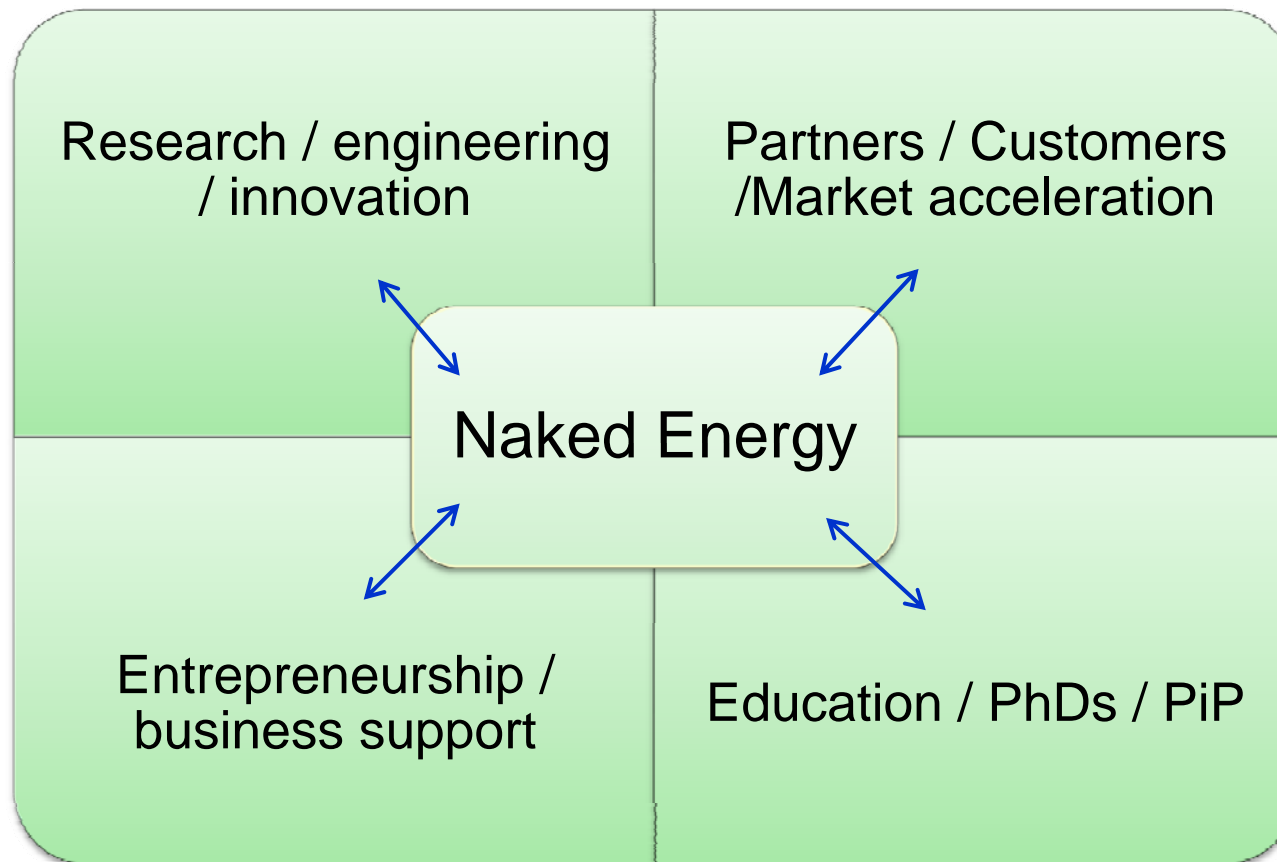 Research / engineering
/ innovation
Partners / Customers
/Market acceleration
Naked Energy
Entrepreneurship /
business support
Education / PhDs / PiP